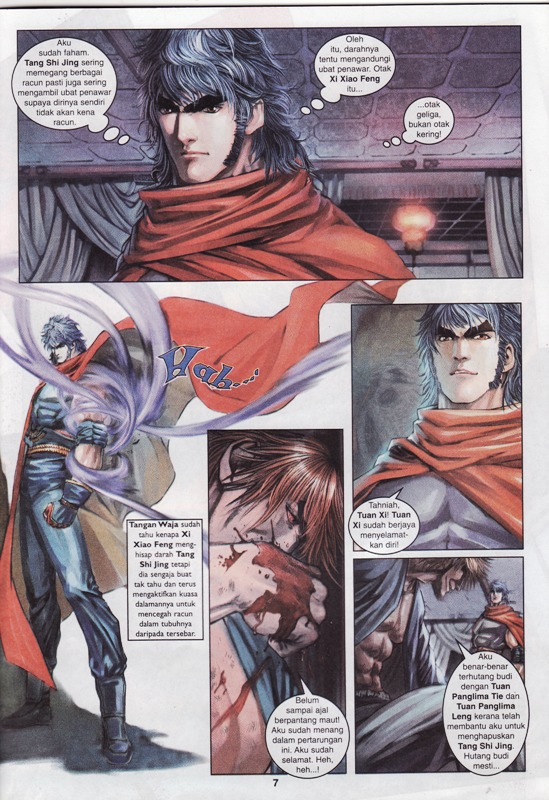 Aku
sudah faham.
Tang Shi Jing sering
memegang berbagai
racun pasti juga sering
mengambil ubat penawar
supaya dirinya sendiri
tidak akan kena
racun.
Oleh
itu, darahnya
tentu mengandungi
ubat penawar. Otak
Xi Xiao Feng
itu...
...otak
geliga,
bukan otak
kering!
Hah...
Tahniah,
Tuan Xi! Tuan
Xi sudah berjaya
menyelamat-
kan diri!
Tangan Waja sudah
tahu kenapa Xi
Xiao Feng meng-
hisap darah Tang
Shi Jing tetapi
dia sengaja buat
tak tahu dan terus
mengaktifkan kuasa
dalamannya untuk
mencegah racun
dalam tubuhnya
daripada tersebar.
Belum
sampai ajal
berpantang maut!
Aku sudah menang
dalam pertarungan
ini. Aku sudah
selamat. Heh,
heh...!
Aku
benar-benar
terhutang budi
dengan Tuan
Panglima Tie dan
Tuan Panglima
Leng kerana telah
membantu aku untuk
menghapuskan
Tang Shi Jing.
Hutang budi
mesti...
7